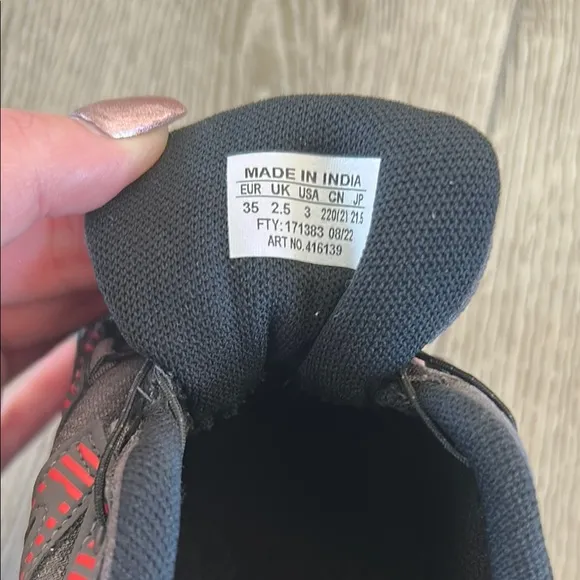 MADE IN INDIA
EUR UK USA CN JP
35 2.5 3 220(2) 21.5
FTY: 171383 08/22
ART NO. 416139